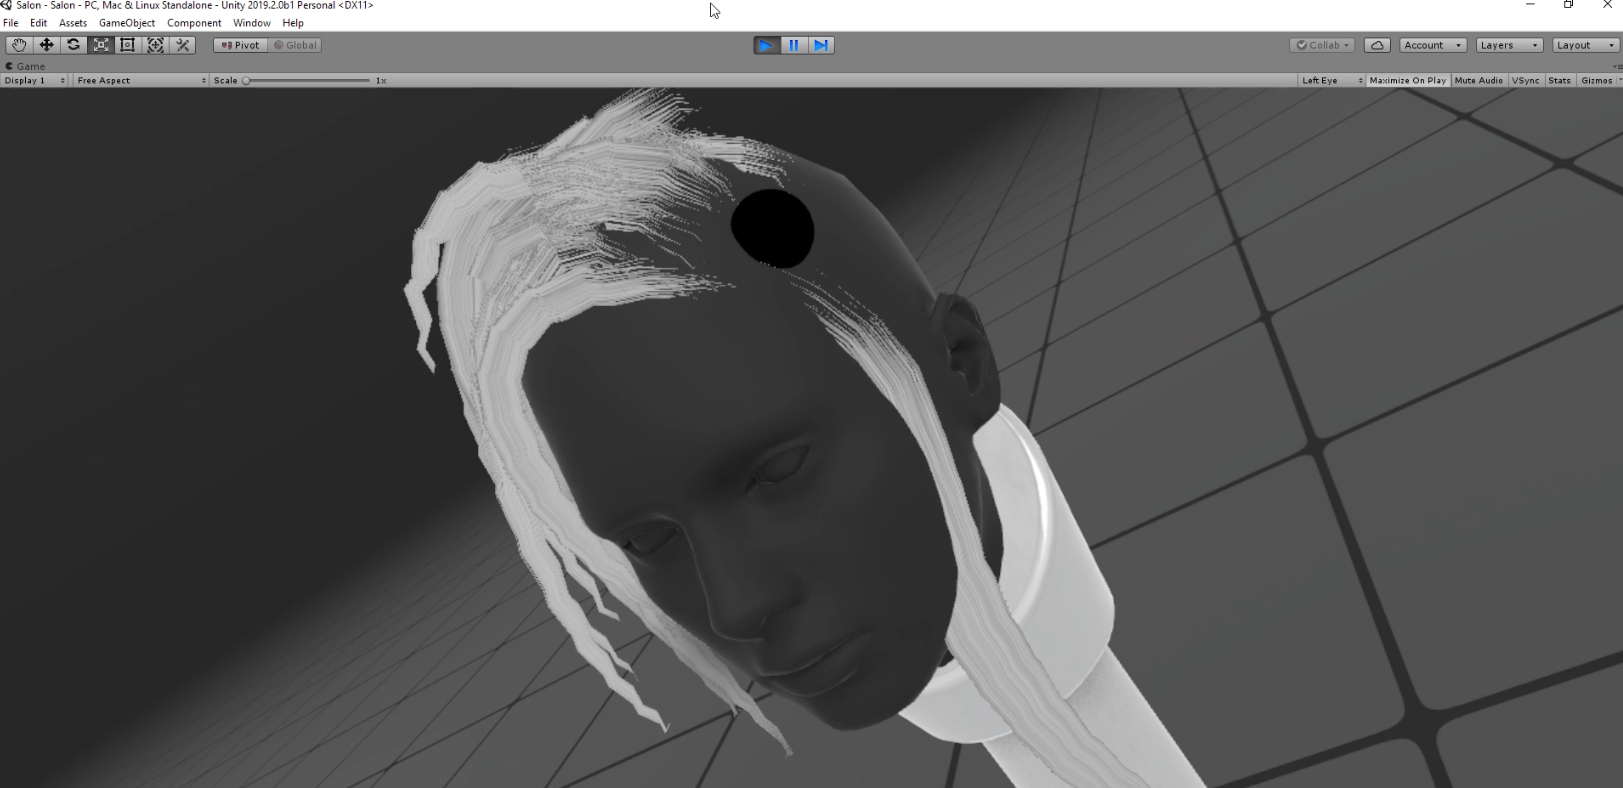 Salon - Salon - PC, Mac & Linux Standalone - Unity 2019.2.0b1 Personal <DX11>
File Edit Assets GameObject Component Window Help
Pivot Global Collab Account Layers Layout
Game
Display 1 Free Aspect Scale 1x Left Eye Maximize On Play Mute Audio VSync Stats Gizmos